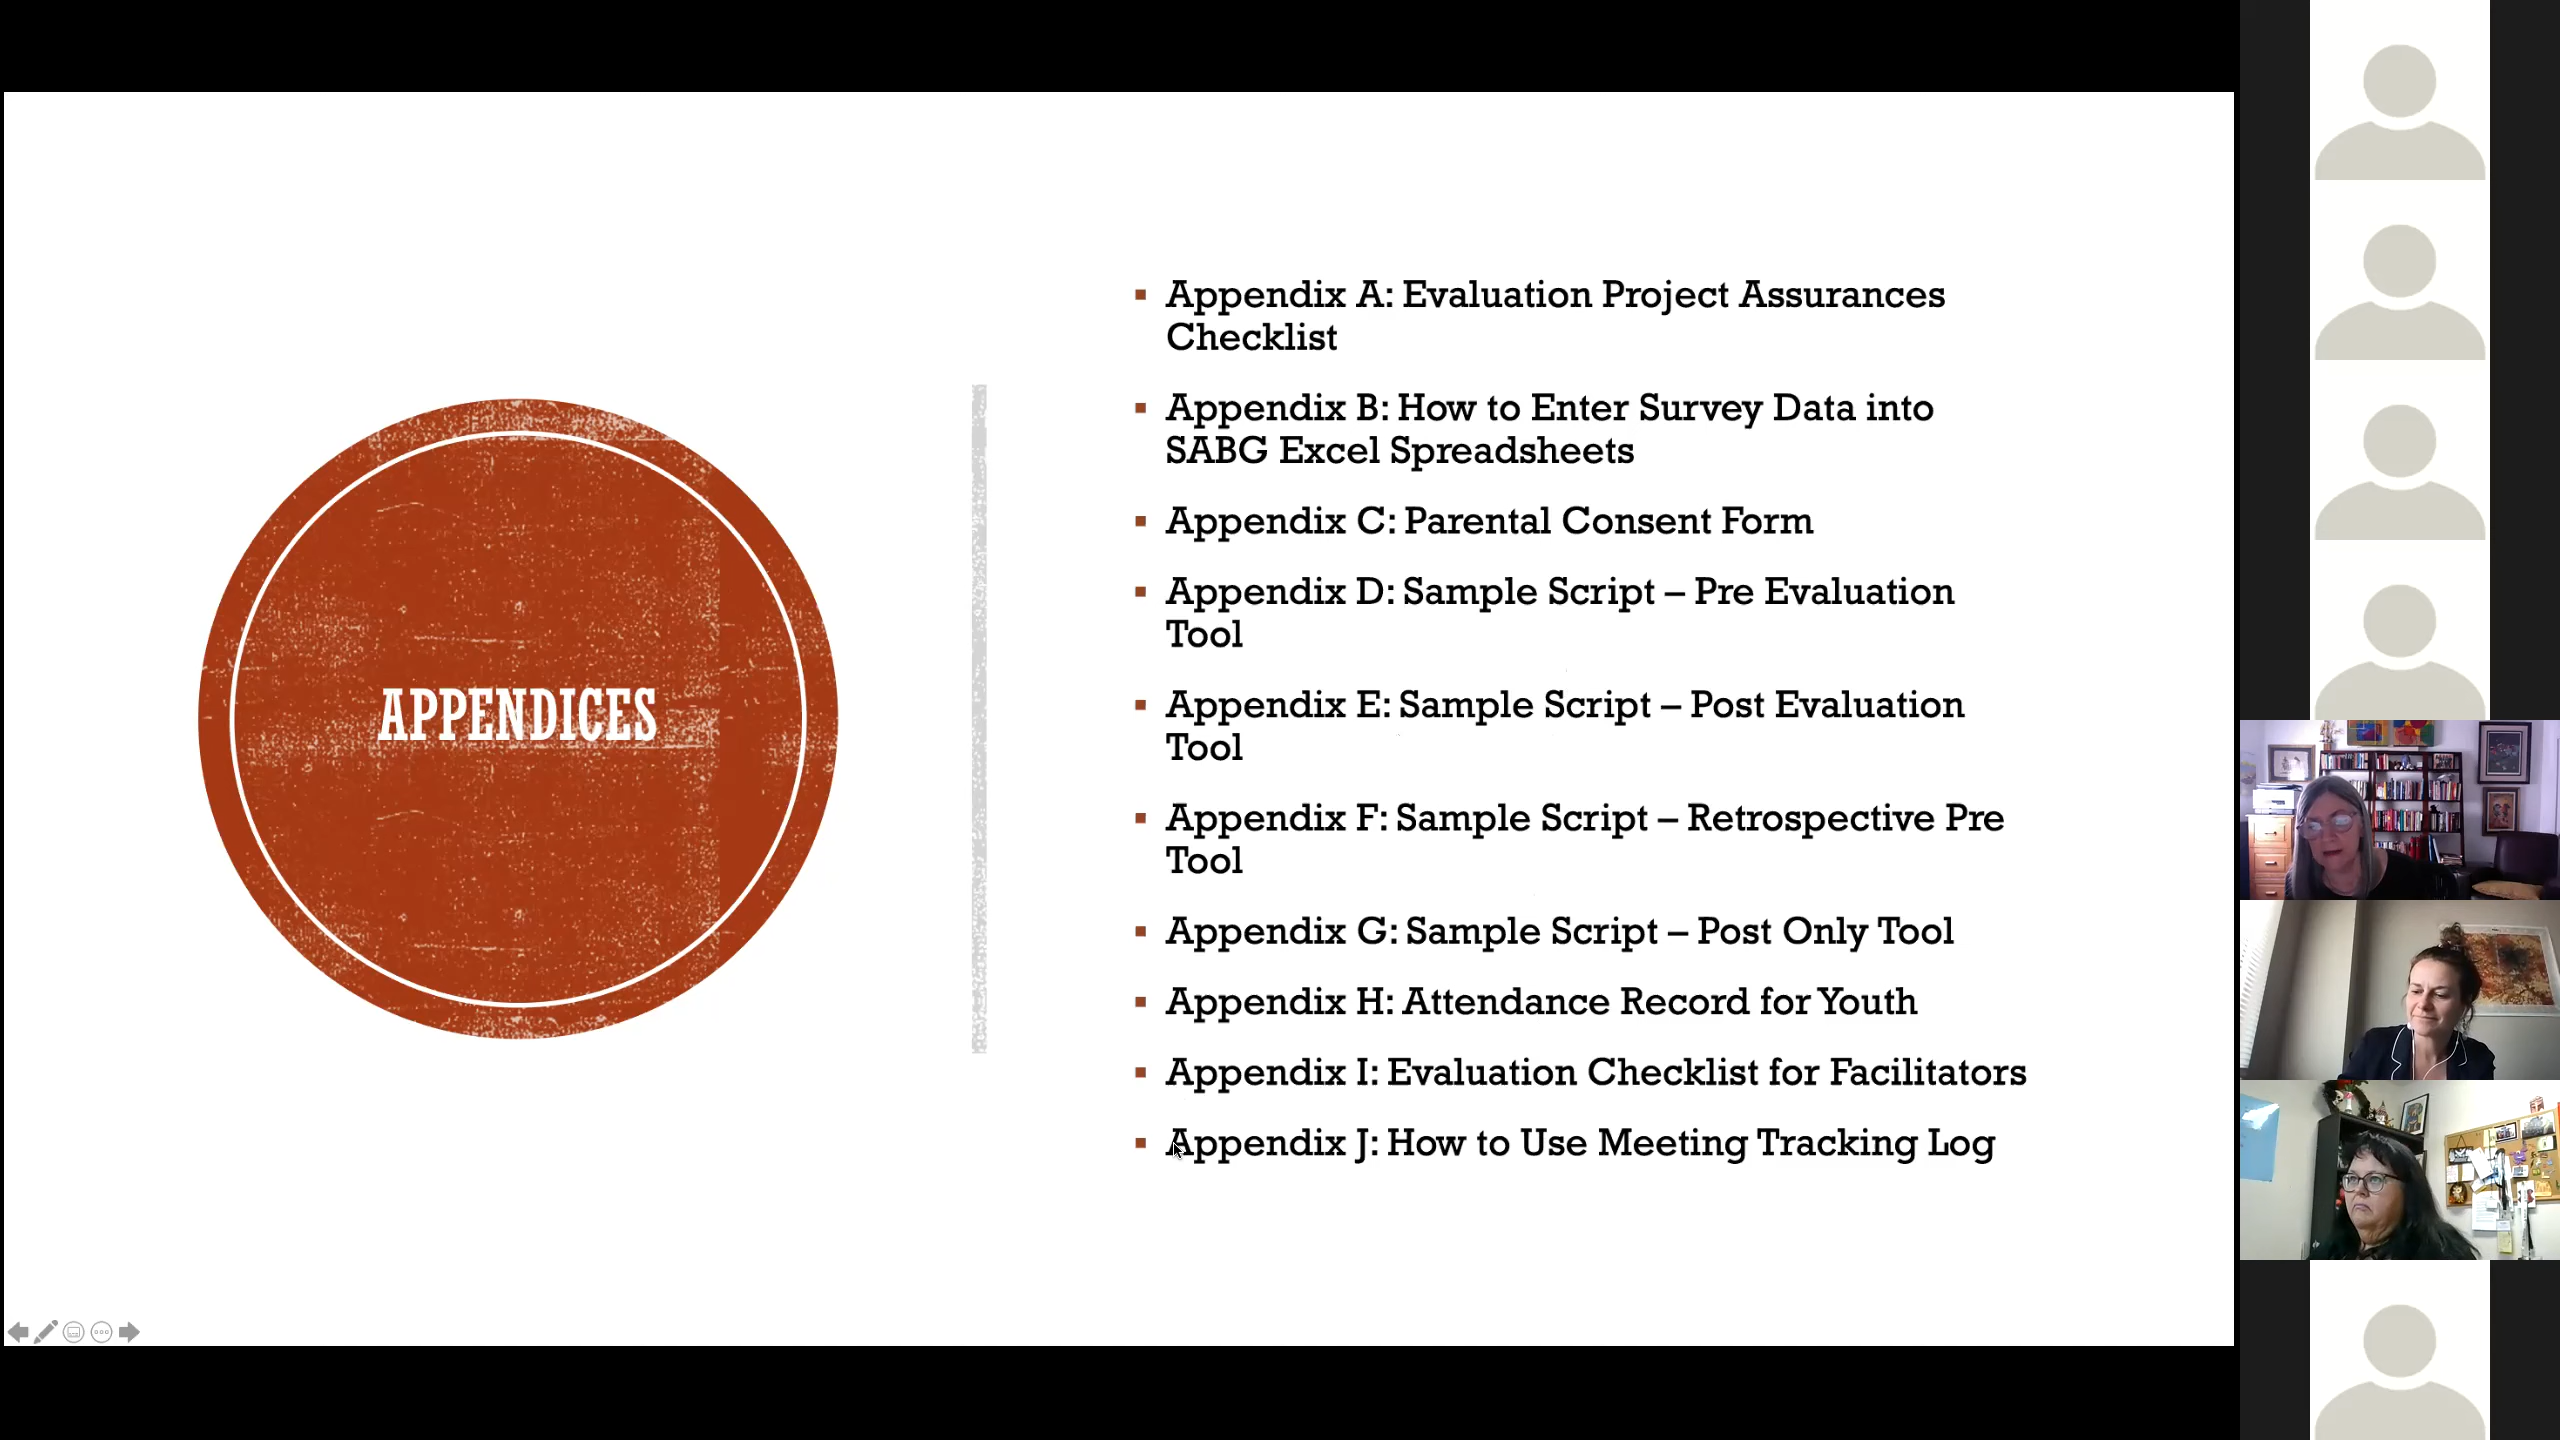 APPENDICES
▪ Appendix A: Evaluation Project Assurances
Checklist
▪ Appendix B: How to Enter Survey Data into
SABG Excel Spreadsheets
▪ Appendix C: Parental Consent Form
▪ Appendix D: Sample Script – Pre Evaluation
Tool
▪ Appendix E: Sample Script – Post Evaluation
Tool
▪ Appendix F: Sample Script – Retrospective Pre
Tool
▪ Appendix G: Sample Script – Post Only Tool
▪ Appendix H: Attendance Record for Youth
▪ Appendix I: Evaluation Checklist for Facilitators
▪ Appendix J: How to Use Meeting Tracking Log